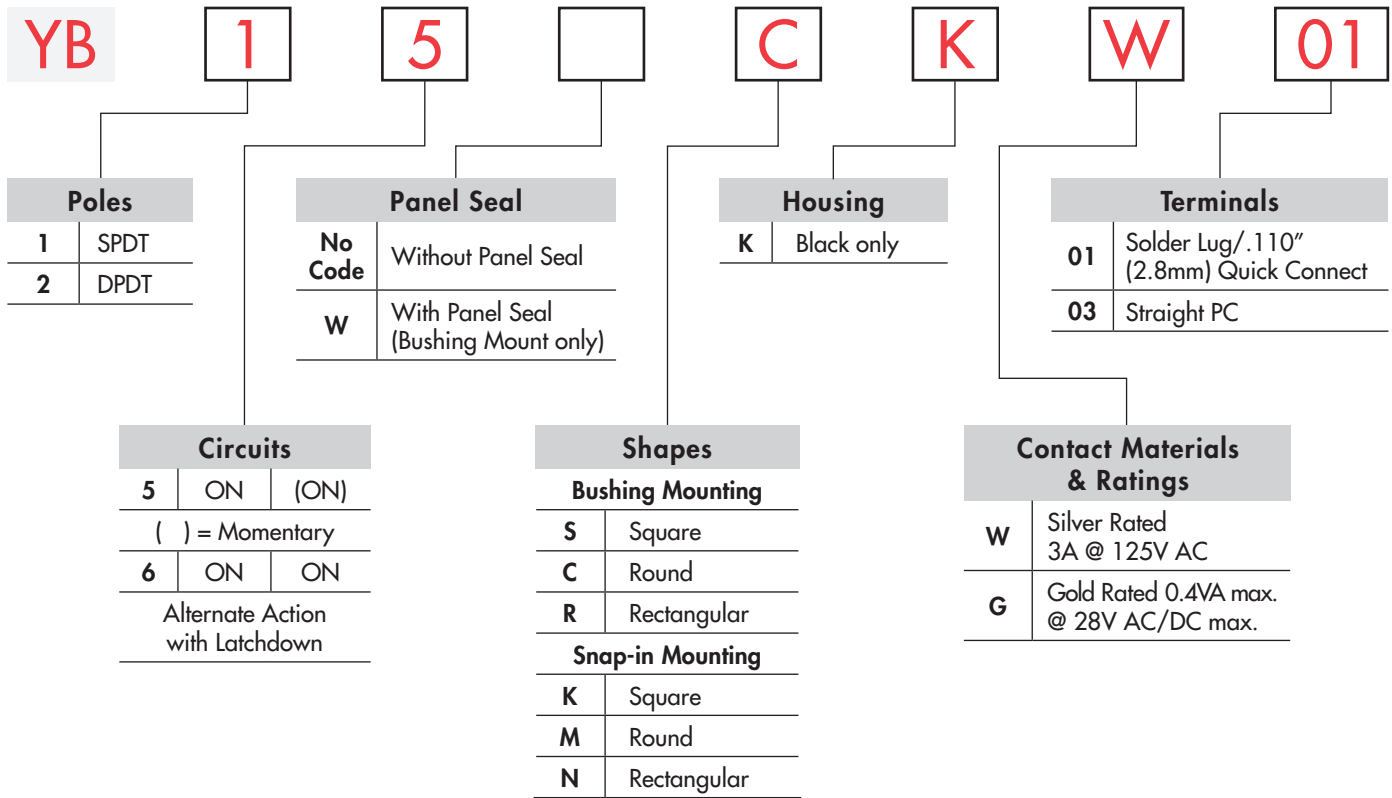 YB 1 5 C K W 01
Poles
1 SPDT
2 DPDT
Panel Seal
No
Code
Without Panel Seal
W
With Panel Seal
(Bushing Mount only)
Housing
K Black only
Terminals
01
Solder Lug/.110″
(2.8mm) Quick Connect
03 Straight PC
Circuits
5 ON (ON)
( ) = Momentary
6 ON ON
Alternate Action
with Latchdown
Shapes
Bushing Mounting
S Square
C Round
R Rectangular
Snap-in Mounting
K Square
M Round
N Rectangular
Contact Materials
& Ratings
W
Silver Rated
3A @ 125V AC
G
Gold Rated 0.4VA max.
@ 28V AC/DC max.